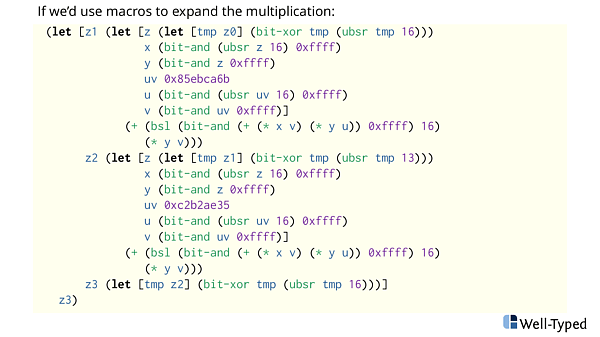 If we'd use macros to expand the multiplication:
(let [z1 (let [z (let [tmp z0] (bit-xor tmp (ubsr tmp 16)))
x (bit-and (ubsr z 16) 0xffff)
y (bit-and z 0xffff)
uv 0x85ebca6b
u (bit-and (ubsr uv 16) 0xffff)
v (bit-and uv 0xffff)]
(+ (bsl (bit-and (+ (* x v) (* y u)) 0xffff) 16)
(* y v)))
z2 (let [z (let [tmp z1] (bit-xor tmp (ubsr tmp 13)))
x (bit-and (ubsr z 16) 0xffff)
y (bit-and z 0xffff)
uv 0xc2b2ae35
u (bit-and (ubsr uv 16) 0xffff)
v (bit-and uv 0xffff)]
(+ (bsl (bit-and (+ (* x v) (* y u)) 0xffff) 16)
(* y v)))
z3 (let [tmp z2] (bit-xor tmp (ubsr tmp 16)))]
z3)
Well-Typed